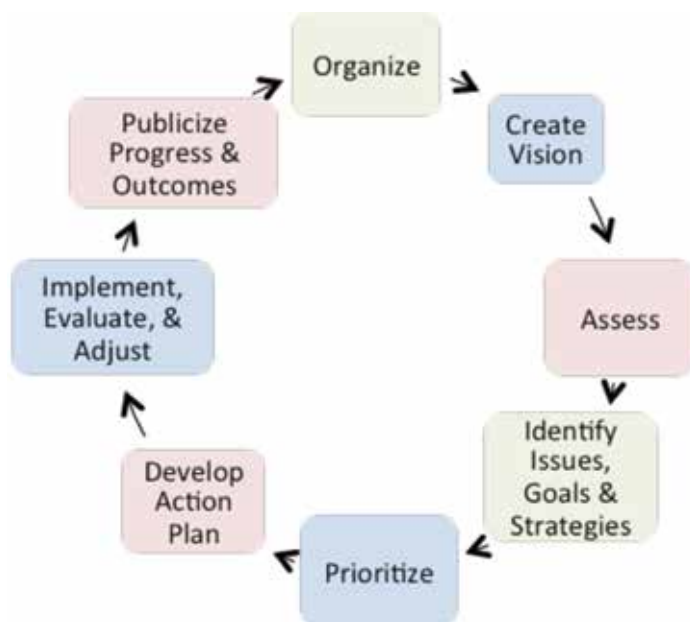 Organize
Create
Vision
Assess
Identify
Issues,
Goals &
Strategies
Prioritize
Develop
Action
Plan
Implement,
Evaluate, &
Adjust
Publicize
Progress &
Outcomes